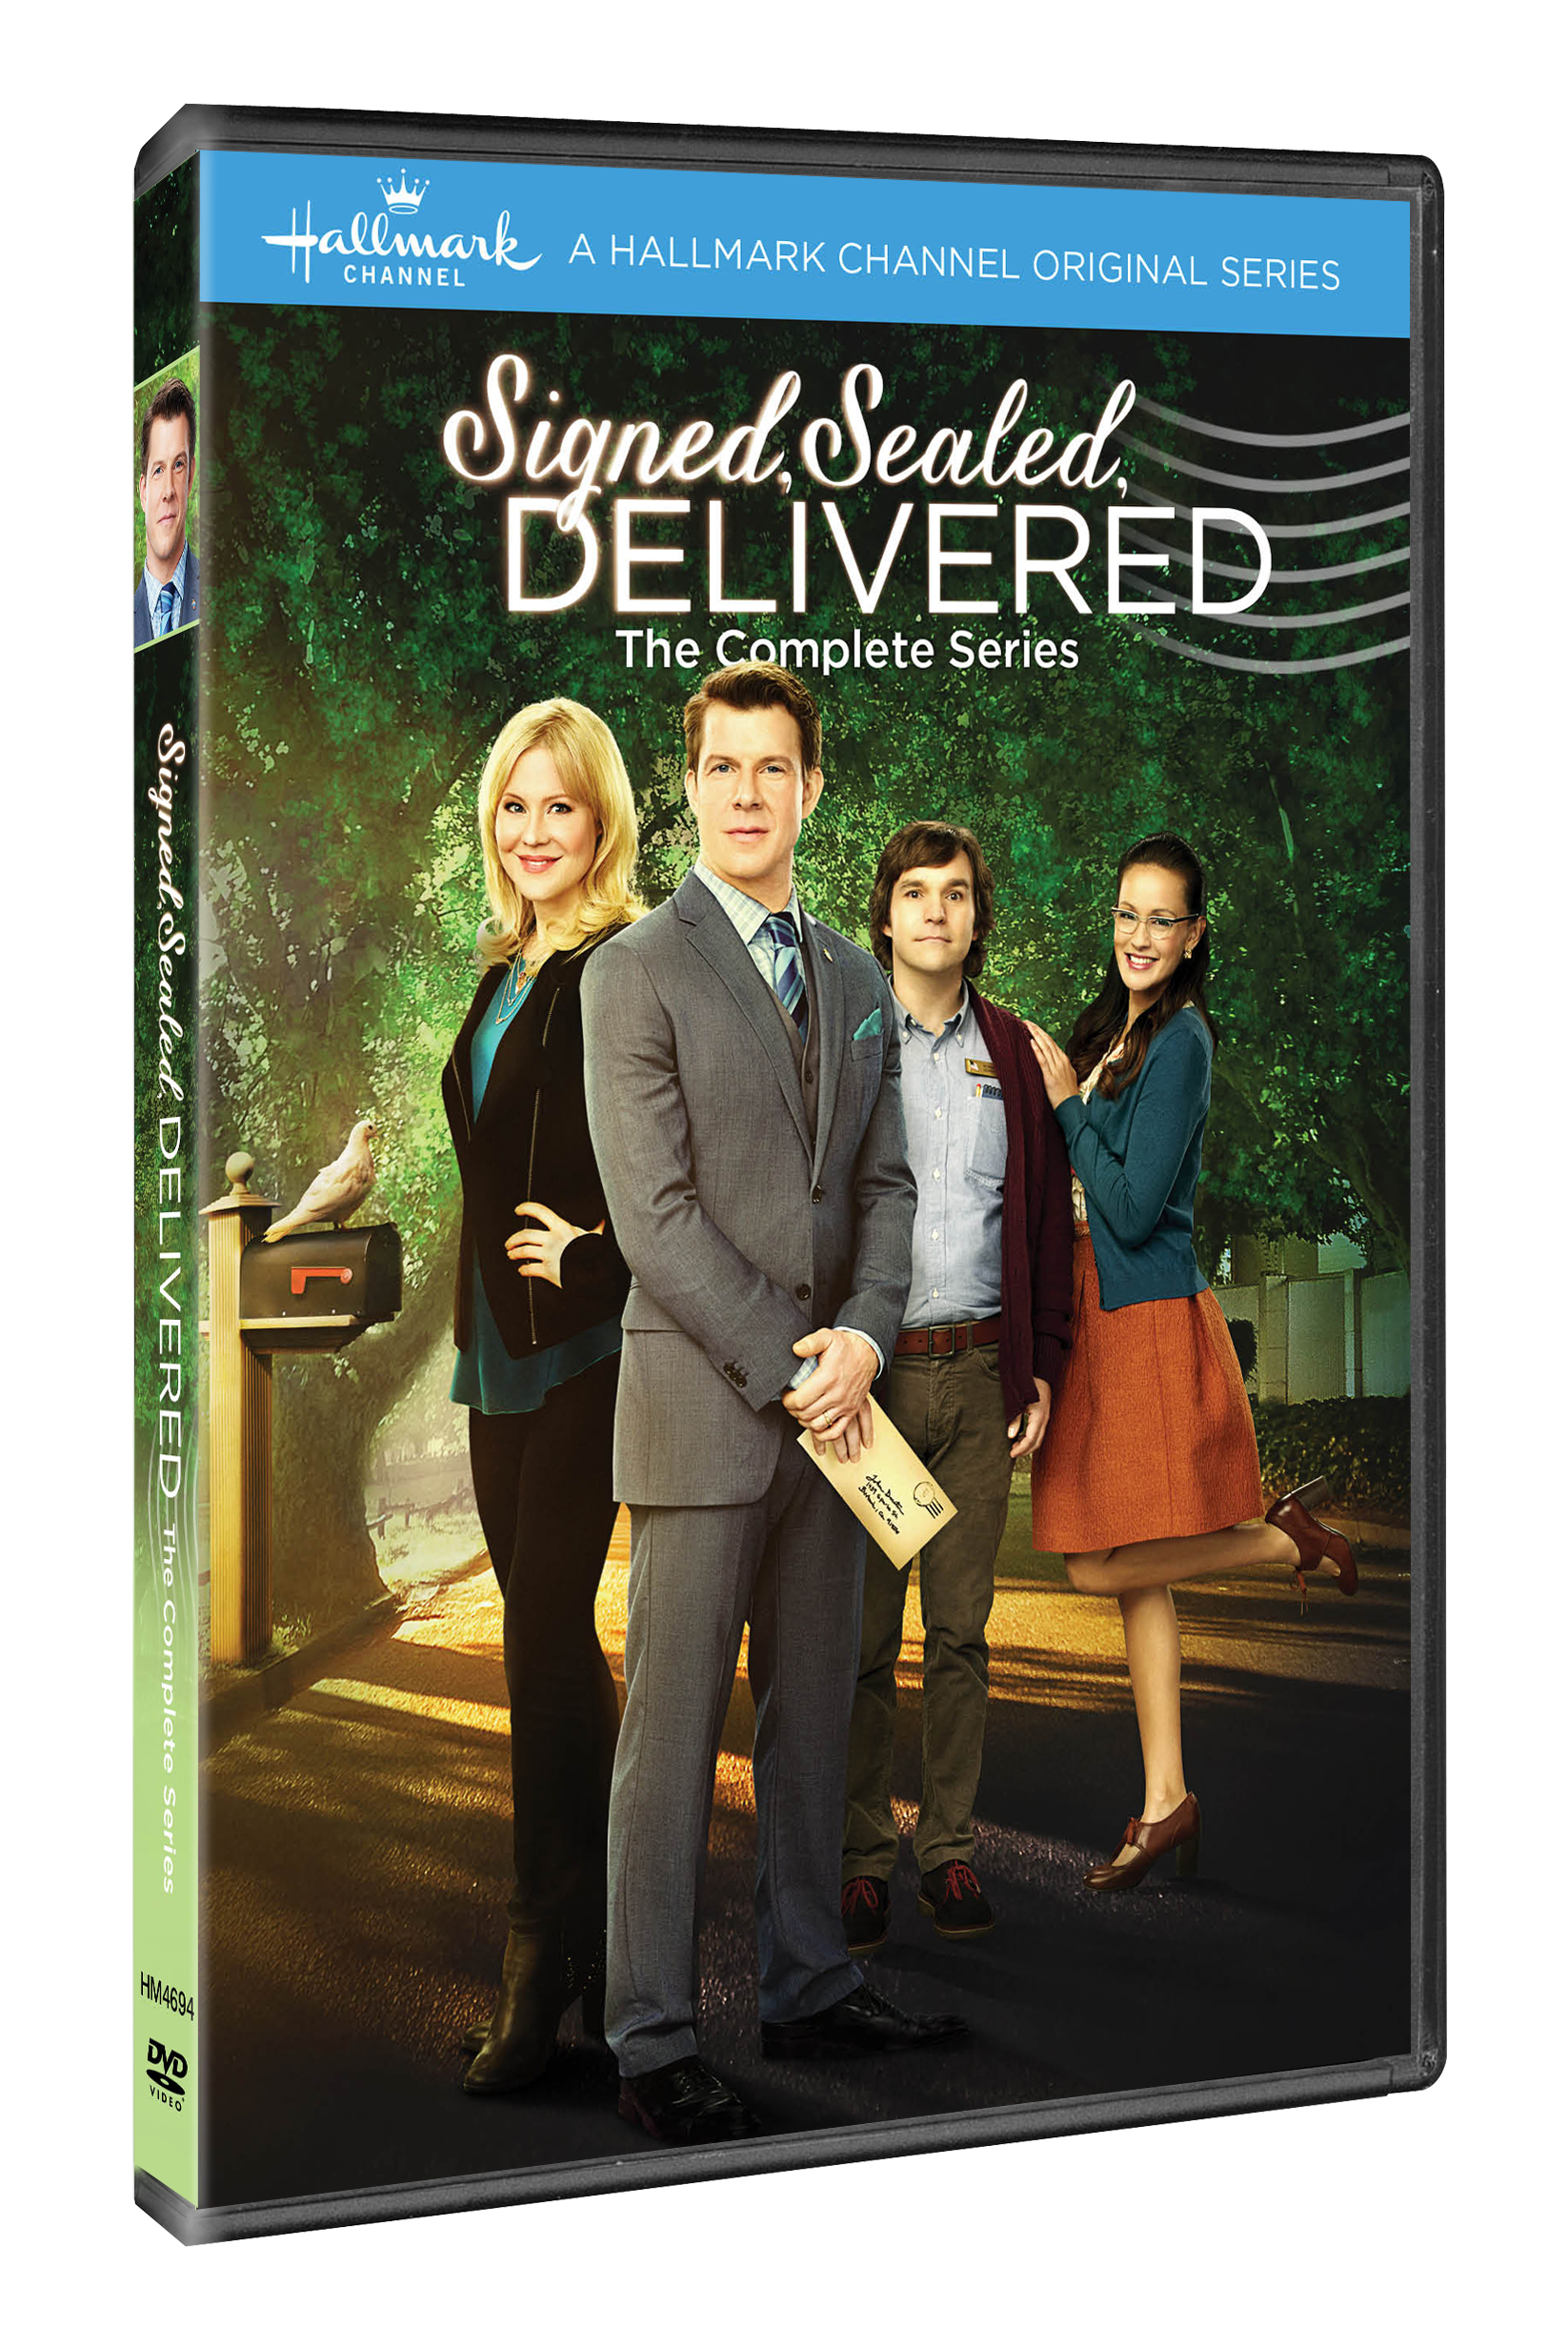 Hallmark
CHANNEL
A HALLMARK CHANNEL ORIGINAL SERIES
Signed, Sealed,
DELIVERED
The Complete Series
Signed, Sealed, DELIVERED The Complete Series
HM4694
DVD
VIDEO